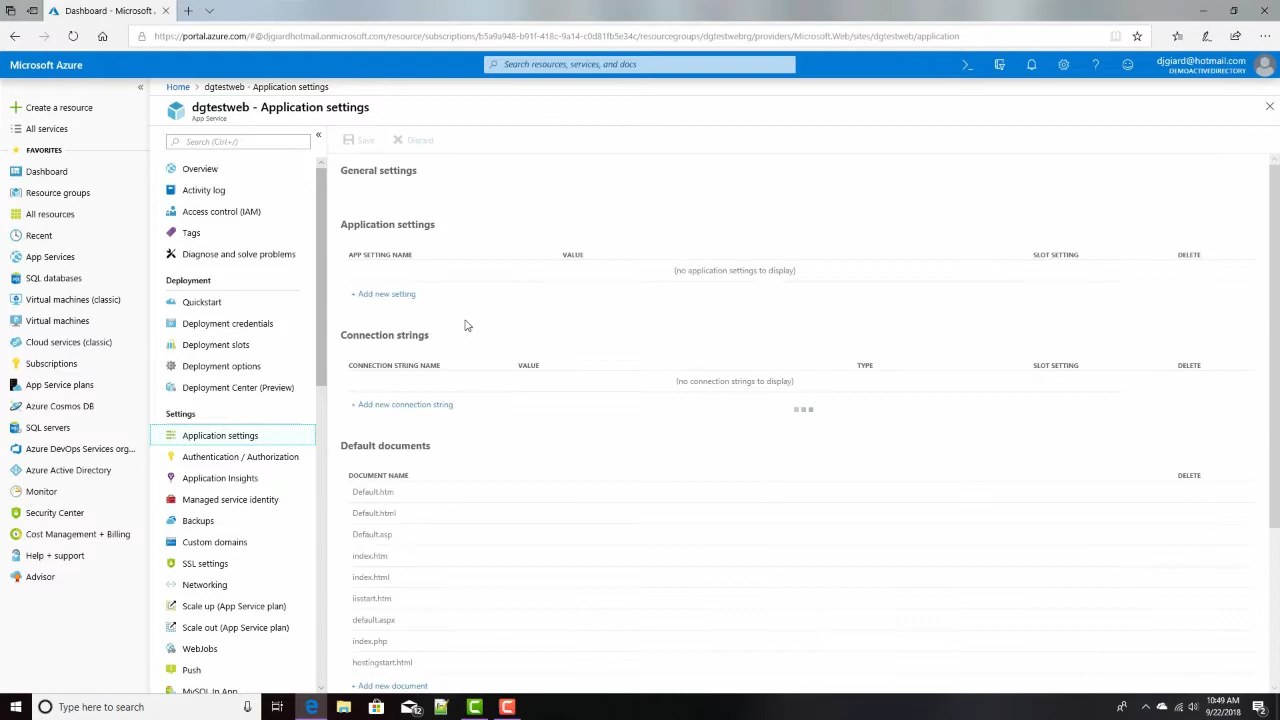 Dashboard - Microsoft
https://portal.azure.com/#@djgiardhotmail.onmicrosoft.com/resource/subscriptions/b5a9a948-b91f-418c-9a14-c0d81fb5e34c/resourcegroups/dgtestwebrg/providers/Microsoft.Web/sites/dgtestweb/application
Microsoft Azure
Search resources, services, and docs
djgiard@hotmail.com
DEMOACTIVEDIRECTORY
Home > dgtestweb - Application settings
dgtestweb - Application settings
App Service
Create a resource
All services
FAVORITES
Dashboard
Resource groups
All resources
Recent
App Services
SQL databases
Virtual machines (classic)
Virtual machines
Cloud services (classic)
Subscriptions
App Service plans
Azure Cosmos DB
SQL servers
Azure DevOps Services org...
Azure Active Directory
Monitor
Security Center
Cost Management + Billing
Help + support
Advisor
Search (Ctrl+/)
Overview
Activity log
Access control (IAM)
Tags
Diagnose and solve problems
Deployment
Quickstart
Deployment credentials
Deployment slots
Deployment options
Deployment Center (Preview)
Settings
Application settings
Authentication / Authorization
Application Insights
Managed service identity
Backups
Custom domains
SSL settings
Networking
Scale up (App Service plan)
Scale out (App Service plan)
WebJobs
Push
MySQL In App
Save Discard
General settings
Application settings
APP SETTING NAME VALUE SLOT SETTING DELETE
(no application settings to display)
+ Add new setting
Connection strings
CONNECTION STRING NAME VALUE TYPE SLOT SETTING DELETE
(no connection strings to display)
+ Add new connection string
Default documents
DOCUMENT NAME DELETE
Default.htm
Default.html
Default.asp
index.htm
index.html
iisstart.htm
default.aspx
index.php
hostingstart.html
+ Add new document
Type here to search
10:49 AM
9/22/2018